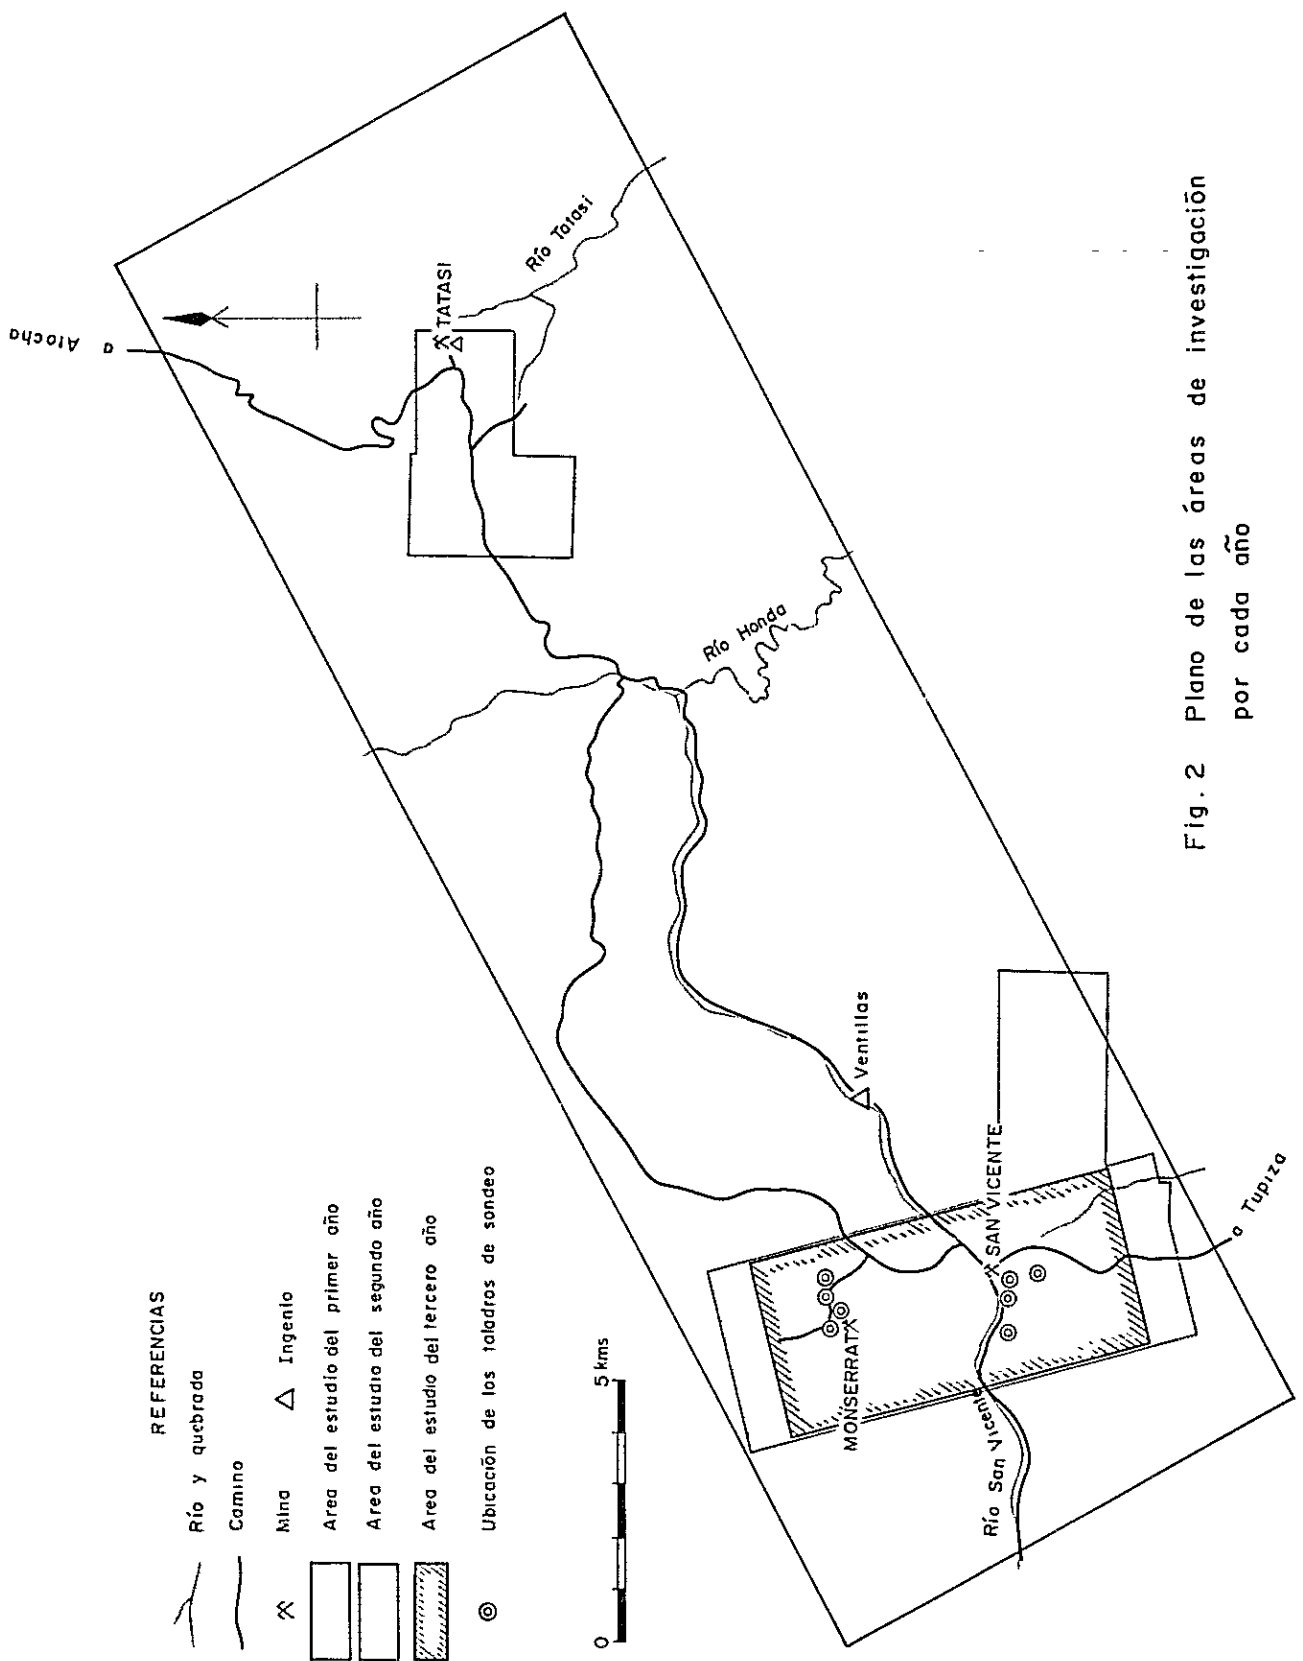 a Atocha
TATASI
Río Tatasi
Río Honda
Ventillas
SAN VICENTE
MONSERRATX
Río San Vicente
a Tupiza
REFERENCIAS
Río y quebrada
Camino
Mina
Ingenio
Area del estudio del primer año
Area del estudio del segundo año
Area del estudio del tercero año
Ubicación de los taladros de sondeo
0 5 kms
Fig. 2 Plano de las áreas de investigación
por cada año